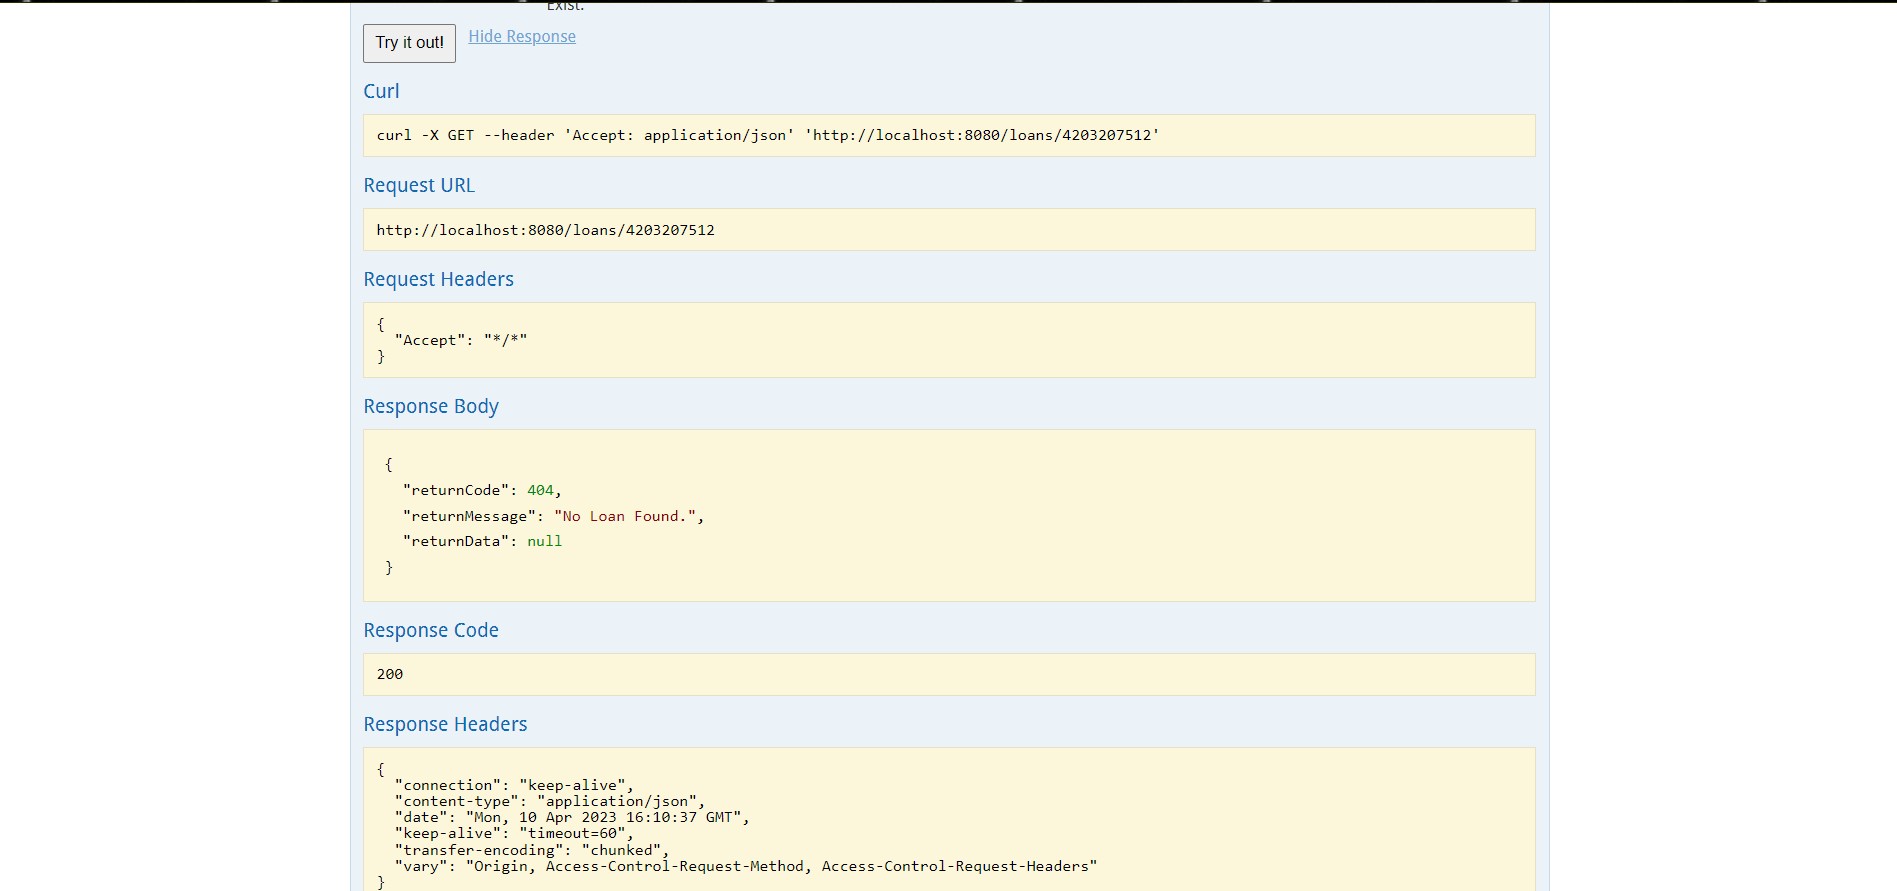 Exist.
Try it out! Hide Response
Curl
curl -X GET --header 'Accept: application/json' 'http://localhost:8080/loans/4203207512'
Request URL
http://localhost:8080/loans/4203207512
Request Headers
{
  "Accept": "*/*"
}
Response Body
{
  "returnCode": 404,
  "returnMessage": "No Loan Found.",
  "returnData": null
}
Response Code
200
Response Headers
{
  "connection": "keep-alive",
  "content-type": "application/json",
  "date": "Mon, 10 Apr 2023 16:10:37 GMT",
  "keep-alive": "timeout=60",
  "transfer-encoding": "chunked",
  "vary": "Origin, Access-Control-Request-Method, Access-Control-Request-Headers"
}